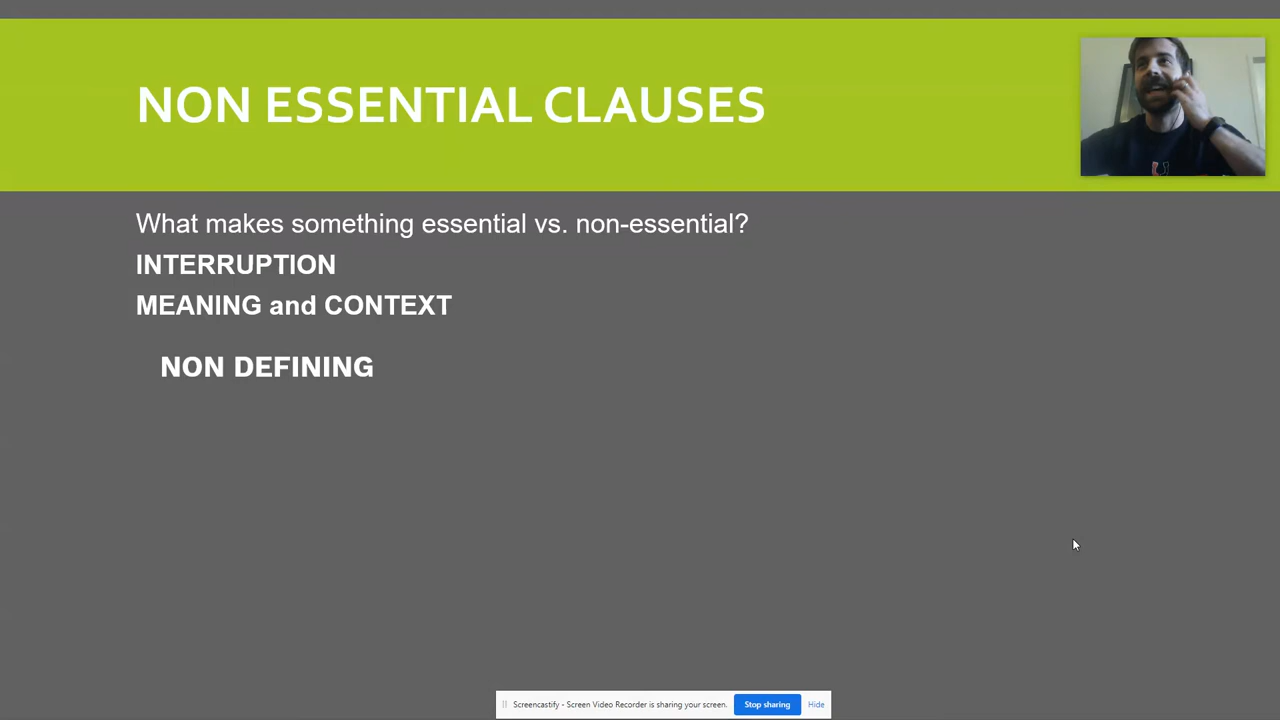 NON ESSENTIAL CLAUSES
What makes something essential vs. non-essential?
INTERRUPTION
MEANING and CONTEXT
NON DEFINING
Screencastify - Screen Video Recorder is sharing your screen.
Stop sharing
Hide